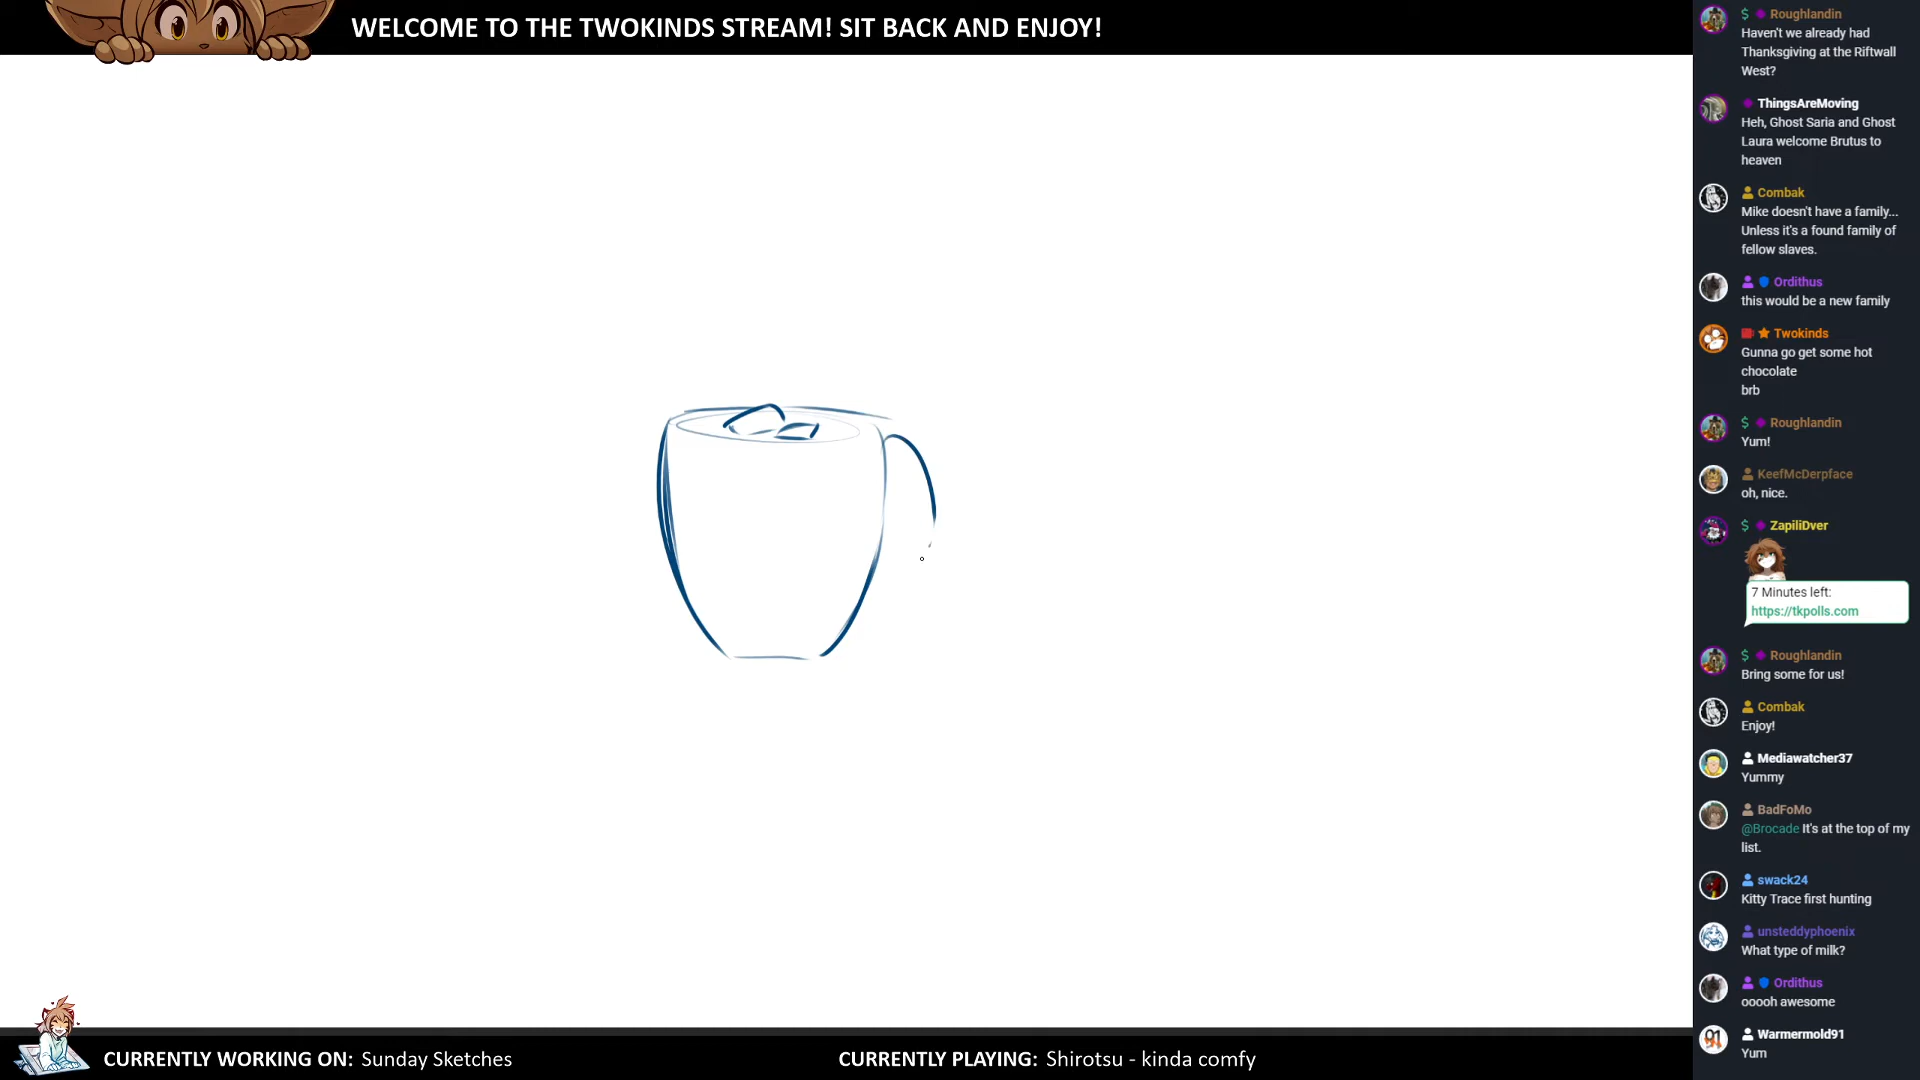 WELCOME TO THE TWOKINDS STREAM! SIT BACK AND ENJOY!
$ Roughlandin
Haven't we already had
Thanksgiving at the Riftwall
West?
ThingsAreMoving
Heh, Ghost Saria and Ghost
Laura welcome Brutus to
heaven
Combak
Mike doesn't have a family...
Unless it's a found family of
fellow slaves.
Ordithus
this would be a new family
Twokinds
Gunna go get some hot
chocolate
brb
$ Roughlandin
Yum!
KeefMcDerpface
oh, nice.
$ ZapiliDver
7 Minutes left:
https://tkpolls.com
$ Roughlandin
Bring some for us!
Combak
Enjoy!
Mediawatcher37
Yummy
BadFoMo
@Brocade It's at the top of my
list.
swack24
Kitty Trace first hunting
unsteddyphoenix
What type of milk?
Ordithus
ooooh awesome
Warmermold91
Yum
CURRENTLY WORKING ON: Sunday Sketches
CURRENTLY PLAYING: Shirotsu - kinda comfy